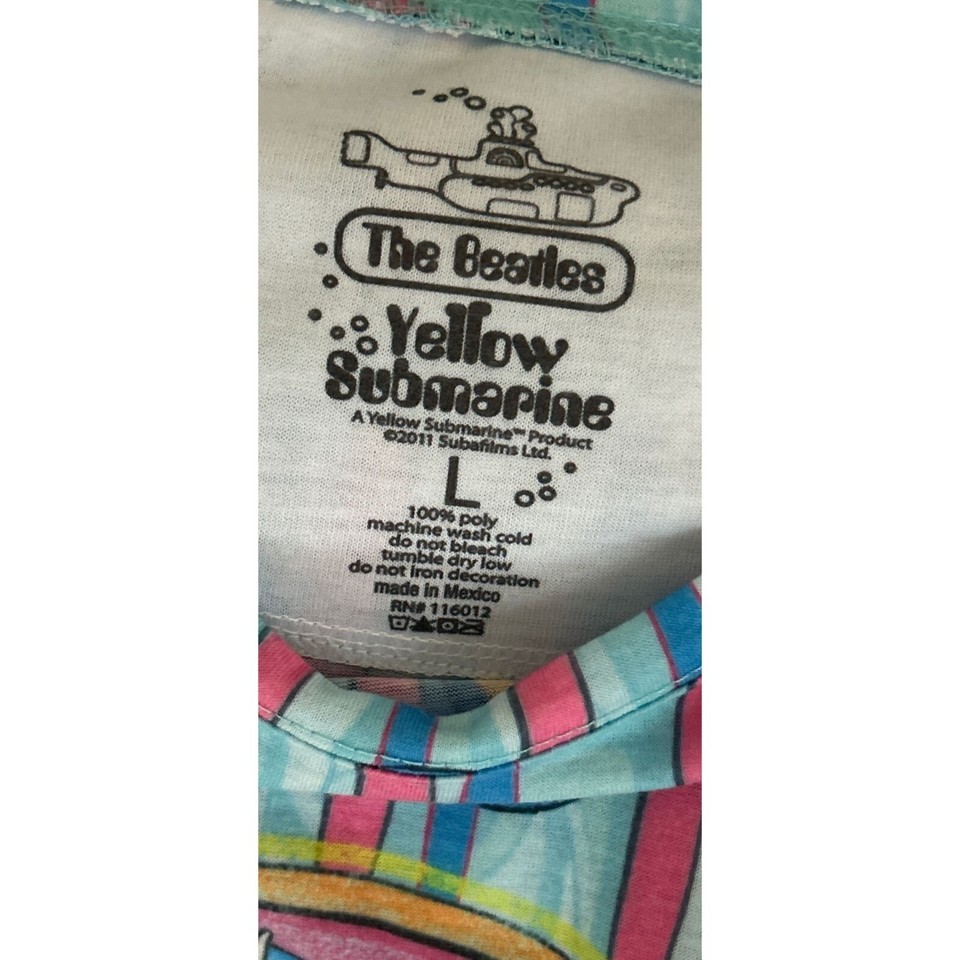 The Beatles
Yellow
Submarine
A Yellow Submarine™ Product
©2011 Subafilms Ltd.
L
100% poly
machine wash cold
do not bleach
tumble dry low
do not iron decoration
made in Mexico
RN# 116012